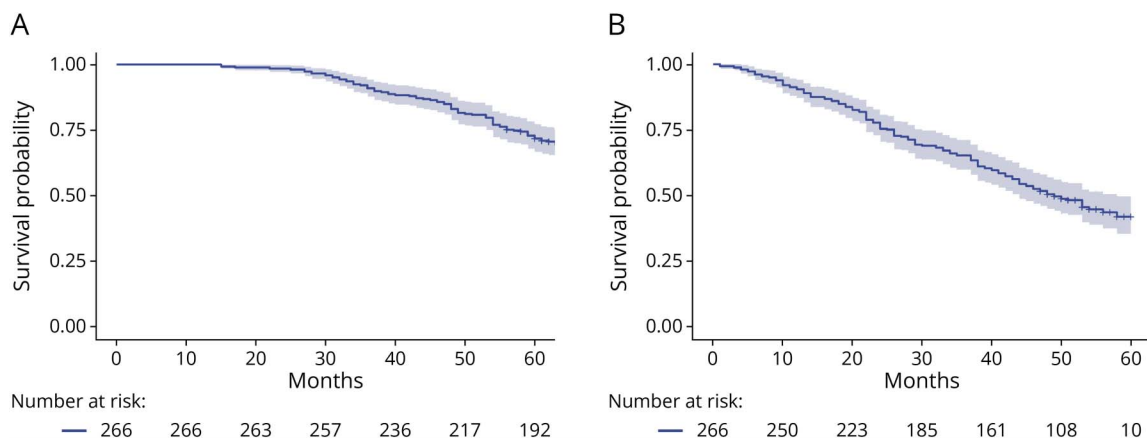 A
Survival probability
1.00
0.75
0.50
0.25
0.00
0 10 20 30 40 50 60
Months
Number at risk:
266 266 263 257 236 217 192
B
Survival probability
1.00
0.75
0.50
0.25
0.00
0 10 20 30 40 50 60
Months
Number at risk:
266 250 223 185 161 108 10